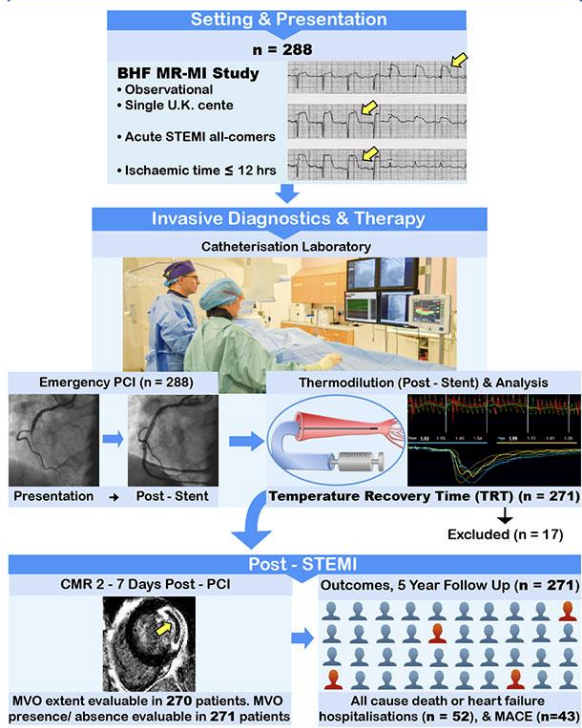 Setting & Presentation
n = 288
BHF MR-MI Study
• Observational
• Single U.K. cente
• Acute STEMI all-comers
• Ischaemic time ≤ 12 hrs
Invasive Diagnostics & Therapy
Catheterisation Laboratory
Emergency PCI (n = 288)
Presentation → Post - Stent
Thermodilution (Post - Stent) & Analysis
Temperature Recovery Time (TRT) (n = 271)
Excluded (n = 17)
Post - STEMI
CMR 2 - 7 Days Post - PCI
MVO extent evaluable in 270 patients. MVO
presence/ absence evaluable in 271 patients
Outcomes, 5 Year Follow Up (n = 271)
All cause death or heart failure
hospitalisations (n = 52), & MACE (n=43)